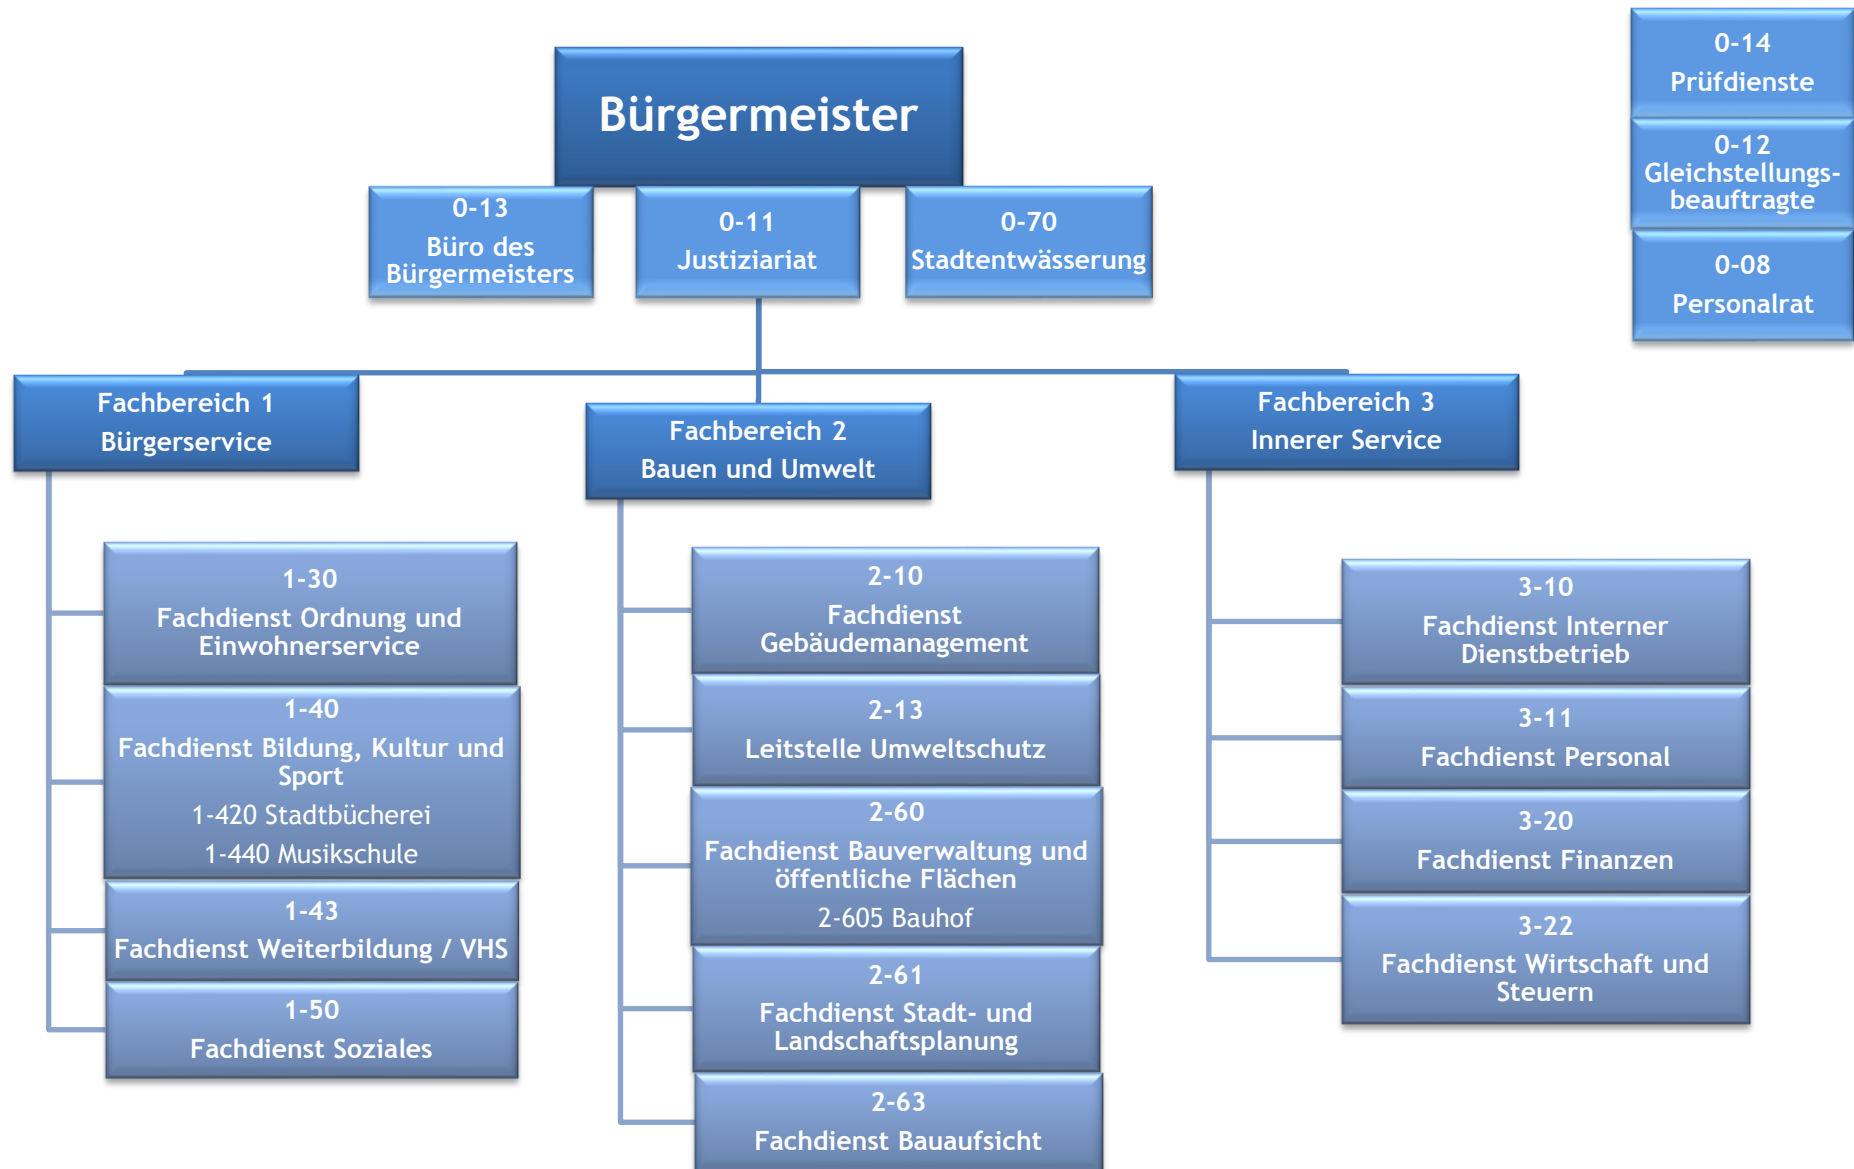 Bürgermeister
0-13
Büro des
Bürgermeisters
0-11
Justiziariat
0-70
Stadtentwässerung
0-14
Prüfdienste
0-12
Gleichstellungs-
beauftragte
0-08
Personalrat
Fachbereich 1
Bürgerservice
1-30
Fachdienst Ordnung und
Einwohnerservice
1-40
Fachdienst Bildung, Kultur und
Sport
1-420 Stadtbücherei
1-440 Musikschule
1-43
Fachdienst Weiterbildung / VHS
1-50
Fachdienst Soziales
Fachbereich 2
Bauen und Umwelt
2-10
Fachdienst
Gebäudemanagement
2-13
Leitstelle Umweltschutz
2-60
Fachdienst Bauverwaltung und
öffentliche Flächen
2-605 Bauhof
2-61
Fachdienst Stadt- und
Landschaftsplanung
2-63
Fachdienst Bauaufsicht
Fachbereich 3
Innerer Service
3-10
Fachdienst Interner
Dienstbetrieb
3-11
Fachdienst Personal
3-20
Fachdienst Finanzen
3-22
Fachdienst Wirtschaft und
Steuern